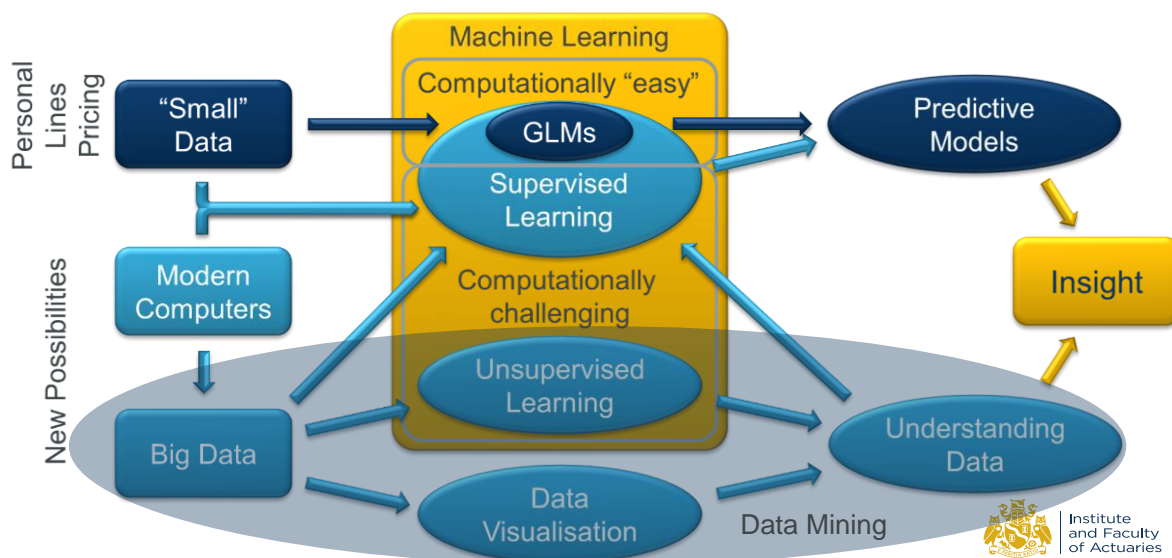 Personal
Lines
Pricing
New Possibilities
Machine Learning
Computationally “easy”
“Small”
Data
GLMs
Predictive
Models
Supervised
Learning
Modern
Computers
Computationally
challenging
Insight
Unsupervised
Learning
Big Data
Understanding
Data
Data
Visualisation
Data Mining
Institute
and Faculty
of Actuaries